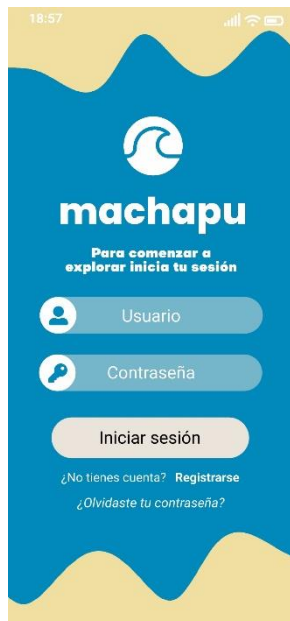 18:57
machapu
Para comenzar a
explorar inicia tu sesión
Usuario
Contraseña
Iniciar sesión
¿No tienes cuenta? Registrarse
¿Olvidaste tu contraseña?